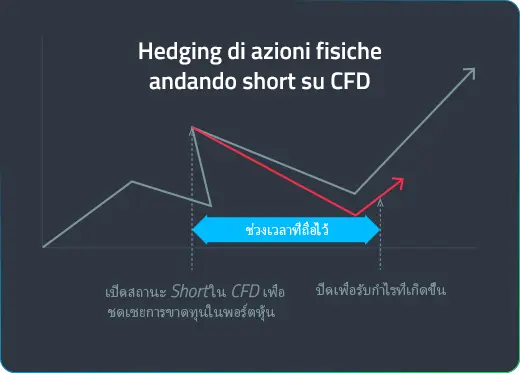 Hedging di azioni fisiche
andando short su CFD
ช่วงเวลาที่ถือไว้
เปิดสถานะ Short ใน CFD เพื่อ
ชดเชยการขาดทุนในพอร์ตหุ้น
ปิดเพื่อรับกำไรที่เกิดขึ้น